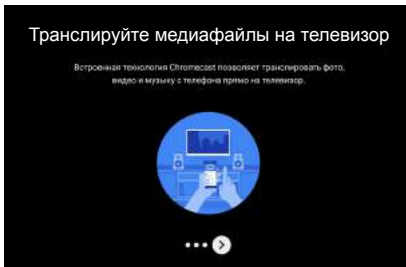 Транслируйте медиафайлы на телевизор
Встроенная технология Chromecast позволяет транслировать фото,
видео и музыку с телефона прямо на телевизор.